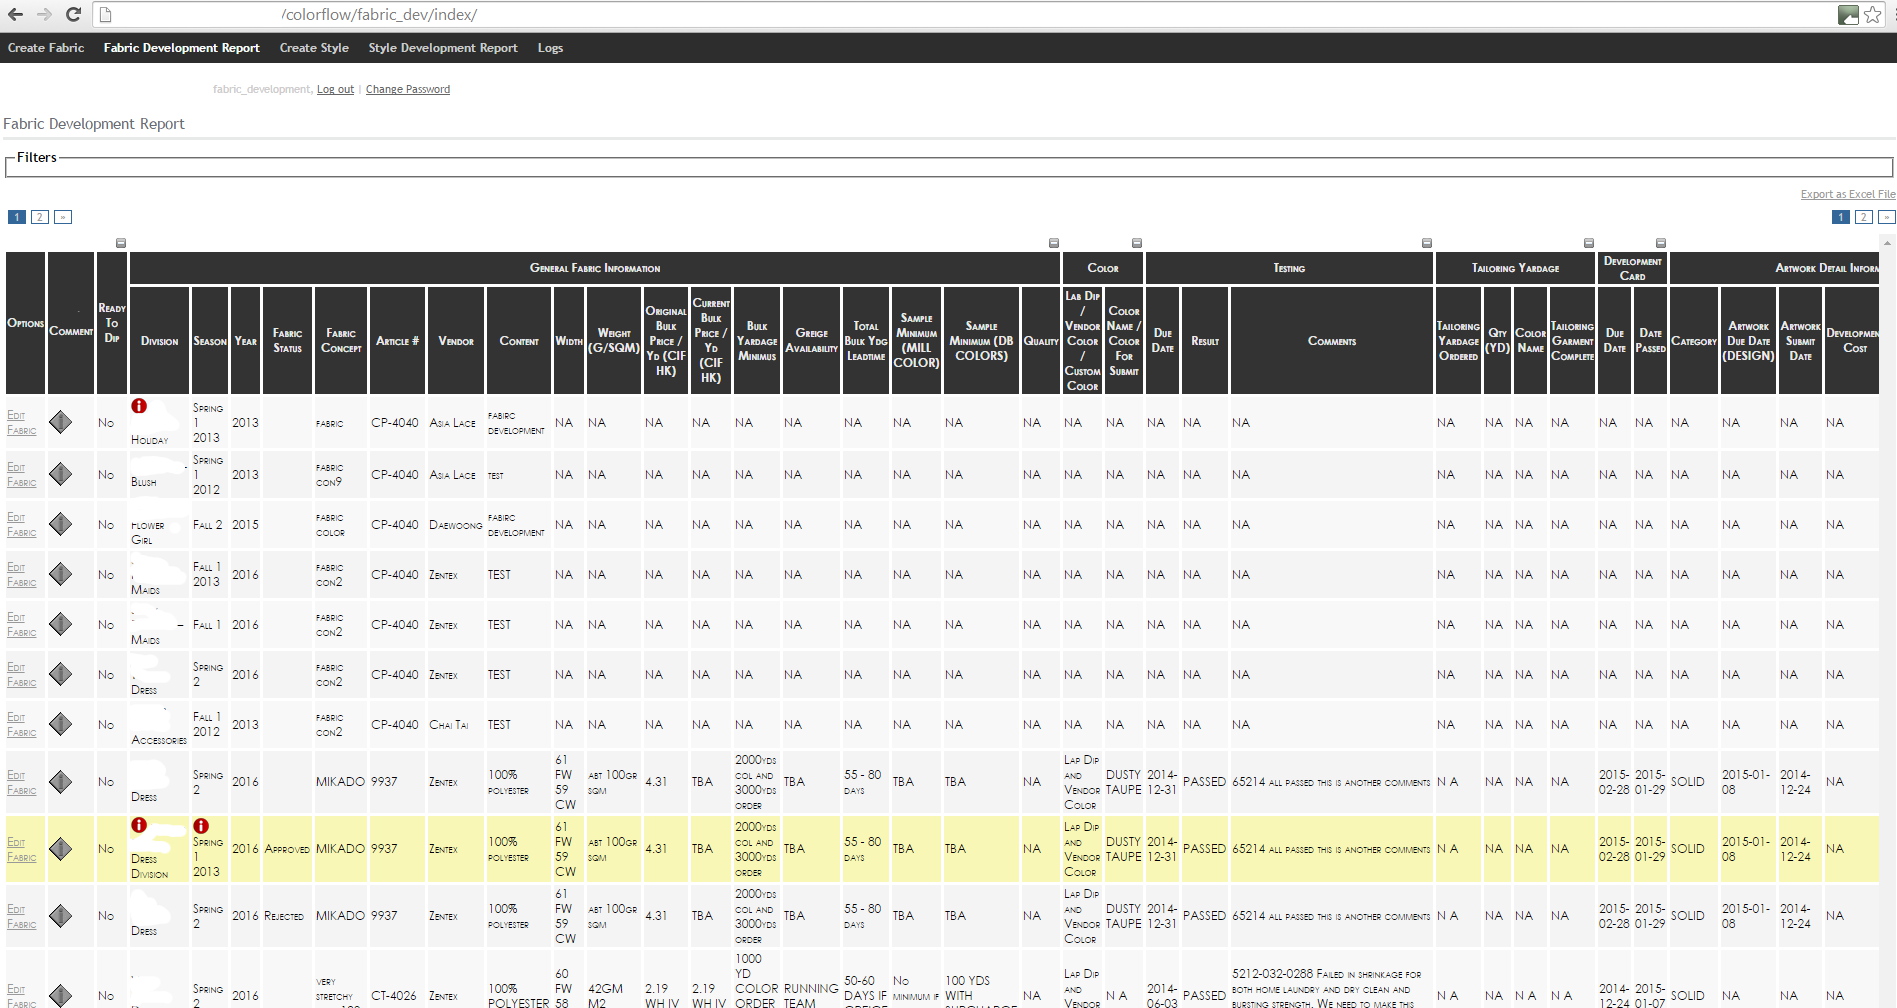 /colorflow/fabric_dev/index/
Create Fabric Fabric Development Report Create Style Style Development Report Logs
fabric_development, Log out | Change Password
Fabric Development Report
Filters
Export as Excel File
1 2 » 1 2 »
General Fabric Information Color Testing Tailoring Yardage Development Card Artwork Detail Inform
Options Comment Ready To Dip Division Season Year Fabric Status Fabric Concept Article # Vendor Content Width Weight (G/SQM) Original Bulk Price / Yd (CIF HK) Current Bulk Price / Yd (CIF HK) Bulk Yardage Minimus Greige Availability Total Bulk Ydg Leadtime Sample Minimum (MILL COLOR) Sample Minimum (DB COLORS) Quality Lab Dip / Vendor Color / Custom Color Color Name / Color For Submit Due Date Result Comments Tailoring Yardage Ordered Qty (YD) Color Name Tailoring Garment Complete Due Date Date Passed Category Artwork Due Date (DESIGN) Artwork Submit Date Developmen Cost
Edit Fabric No Holiday Spring 1 2013 2013 fabric CP-4040 Asia Lace fabirc development NA NA NA NA NA NA NA NA NA NA NA NA NA NA NA NA NA NA NA NA NA NA NA NA NA
Edit Fabric No Blush Spring 1 2012 2013 fabric con9 CP-4040 Asia Lace test NA NA NA NA NA NA NA NA NA NA NA NA NA NA NA NA NA NA NA NA NA NA NA NA NA
Edit Fabric No Flower Girl Fall 2 2015 fabric color CP-4040 Daewoong fabirc development NA NA NA NA NA NA NA NA NA NA NA NA NA NA NA NA NA NA NA NA NA NA NA NA NA
Edit Fabric No Maids Fall 1 2013 2016 fabric con2 CP-4040 Zentex TEST NA NA NA NA NA NA NA NA NA NA NA NA NA NA NA NA NA NA NA NA NA NA NA NA NA
Edit Fabric No – Maids Fall 1 2016 fabric con2 CP-4040 Zentex TEST NA NA NA NA NA NA NA NA NA NA NA NA NA NA NA NA NA NA NA NA NA NA NA NA NA
Edit Fabric No Dress Spring 2 2016 fabric con2 CP-4040 Zentex TEST NA NA NA NA NA NA NA NA NA NA NA NA NA NA NA NA NA NA NA NA NA NA NA NA NA
Edit Fabric No Accessories Fall 1 2012 2013 fabric con2 CP-4040 Chai Tai TEST NA NA NA NA NA NA NA NA NA NA NA NA NA NA NA NA NA NA NA NA NA NA NA NA NA
Edit Fabric No Dress Spring 2 2016 MIKADO 9937 Zentex 100% polyester 61 FW 59 CW abt 100gr sqm 4.31 TBA 2000yds col and 3000yds order TBA 55 - 80 days TBA TBA NA Lap Dip and Vendor Color DUSTY TAUPE 2014-12-31 PASSED 65214 all passed this is another comments N A NA NA NA 2015-02-28 2015-01-29 SOLID 2015-01-08 2014-12-24 NA
Edit Fabric No Dress Division Spring 1 2013 2016 Approved MIKADO 9937 Zentex 100% polyester 61 FW 59 CW abt 100gr sqm 4.31 TBA 2000yds col and 3000yds order TBA 55 - 80 days TBA TBA NA Lap Dip and Vendor Color DUSTY TAUPE 2014-12-31 PASSED 65214 all passed this is another comments N A NA NA NA 2015-02-28 2015-01-29 SOLID 2015-01-08 2014-12-24 NA
Edit Fabric No Dress Spring 2 2016 Rejected MIKADO 9937 Zentex 100% polyester 61 FW 59 CW abt 100gr sqm 4.31 TBA 2000yds col and 3000yds order TBA 55 - 80 days TBA TBA NA Lap Dip and Vendor Color DUSTY TAUPE 2014-12-31 PASSED 65214 all passed this is another comments N A NA NA NA 2015-02-28 2015-01-29 SOLID 2015-01-08 2014-12-24 NA
Edit Fabric No Spring 2 2016 very stretchy CT-4026 Zentex 100% POLYESTER 60 FW 58 42GM M2 2.19 WH IV 2.19 WH IV 1000 YD COLOR ORDER RUNNING TEAM 50-60 DAYS IF No minimum if 100 YDS WITH NA Lap Dip and Vendor N A 2014-06-03 PASSED 5212-032-0288 Failed in shrinkage for both home laundry and dry clean and bursting strength. We need to make this N A NA N A N A 2014-12-24 2015-01-07 SOLID NA NA NA